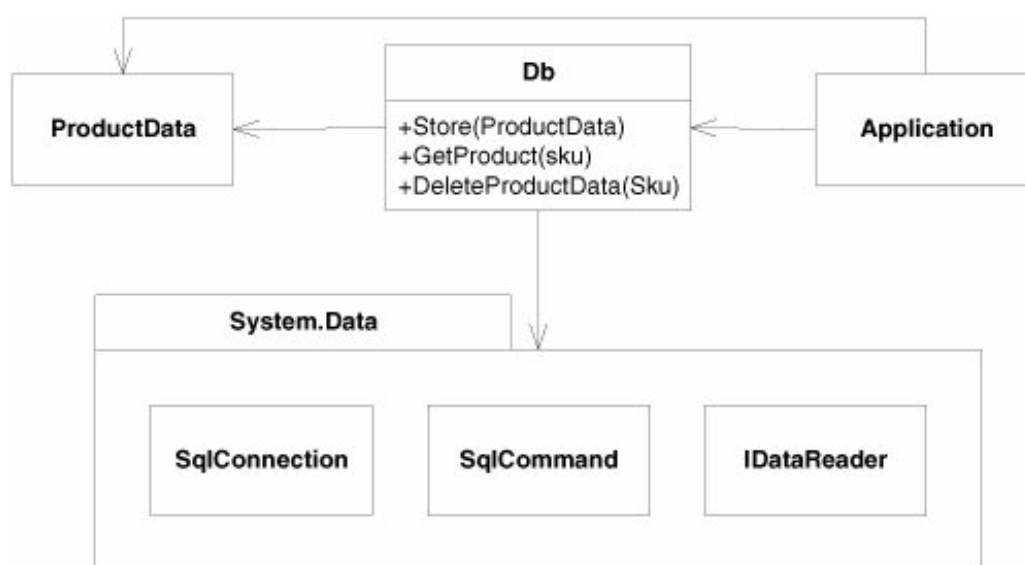 Db
ProductData
+Store(ProductData)
+GetProduct(sku)
+DeleteProductData(Sku)
Application
System.Data
SqlConnection
SqlCommand
IDataReader